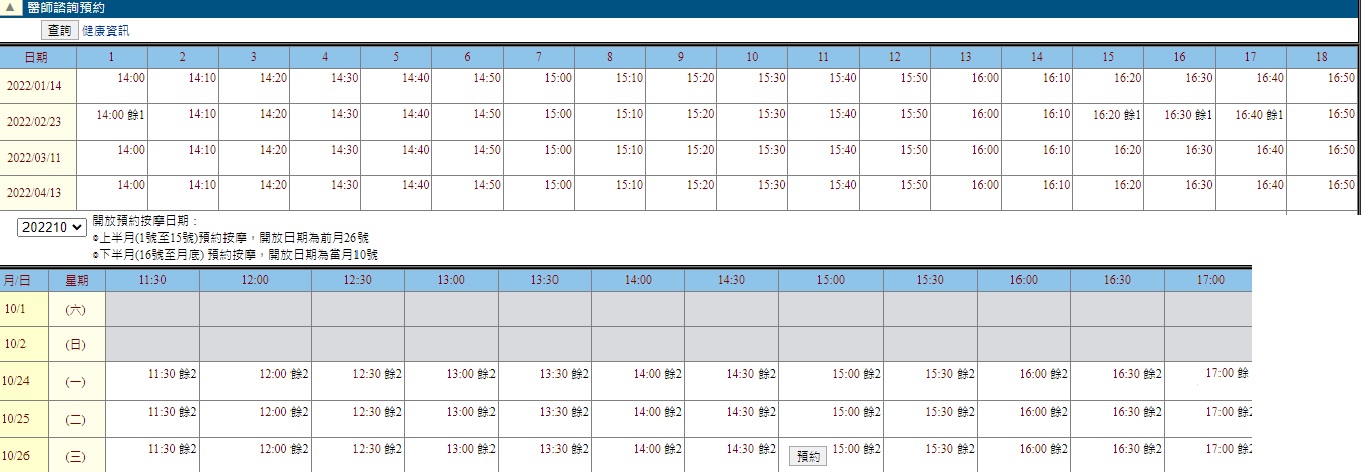 ▲ 醫師諮詢預約
查詢 健康資訊
日期 1 2 3 4 5 6 7 8 9 10 11 12 13 14 15 16 17 18
2022/01/14 14:00 14:10 14:20 14:30 14:40 14:50 15:00 15:10 15:20 15:30 15:40 15:50 16:00 16:10 16:20 16:30 16:40 16:50
2022/02/23 14:00 餘1 14:10 14:20 14:30 14:40 14:50 15:00 15:10 15:20 15:30 15:40 15:50 16:00 16:10 16:20 餘1 16:30 餘1 16:40 餘1 16:50
2022/03/11 14:00 14:10 14:20 14:30 14:40 14:50 15:00 15:10 15:20 15:30 15:40 15:50 16:00 16:10 16:20 16:30 16:40 16:50
2022/04/13 14:00 14:10 14:20 14:30 14:40 14:50 15:00 15:10 15:20 15:30 15:40 15:50 16:00 16:10 16:20 16:30 16:40 16:50
202210 開放預約按摩日期：
◎上半月(1號至15號)預約按摩，開放日期為前月26號
◎下半月(16號至月底) 預約按摩，開放日期為當月10號
月/日 星期 11:30 12:00 12:30 13:00 13:30 14:00 14:30 15:00 15:30 16:00 16:30 17:00
10/1 (六)
10/2 (日)
10/24 (一) 11:30 餘2 12:00 餘2 12:30 餘2 13:00 餘2 13:30 餘2 14:00 餘2 14:30 餘2 15:00 餘2 15:30 餘2 16:00 餘2 16:30 餘2 17:00 餘
10/25 (二) 11:30 餘2 12:00 餘2 12:30 餘2 13:00 餘2 13:30 餘2 14:00 餘2 14:30 餘2 15:00 餘2 15:30 餘2 16:00 餘2 16:30 餘2 17:00 餘2
10/26 (三) 11:30 餘2 12:00 餘2 12:30 餘2 13:00 餘2 13:30 餘2 14:00 餘2 14:30 餘2 預約 15:00 餘2 15:30 餘2 16:00 餘2 16:30 餘2 17:00 餘2